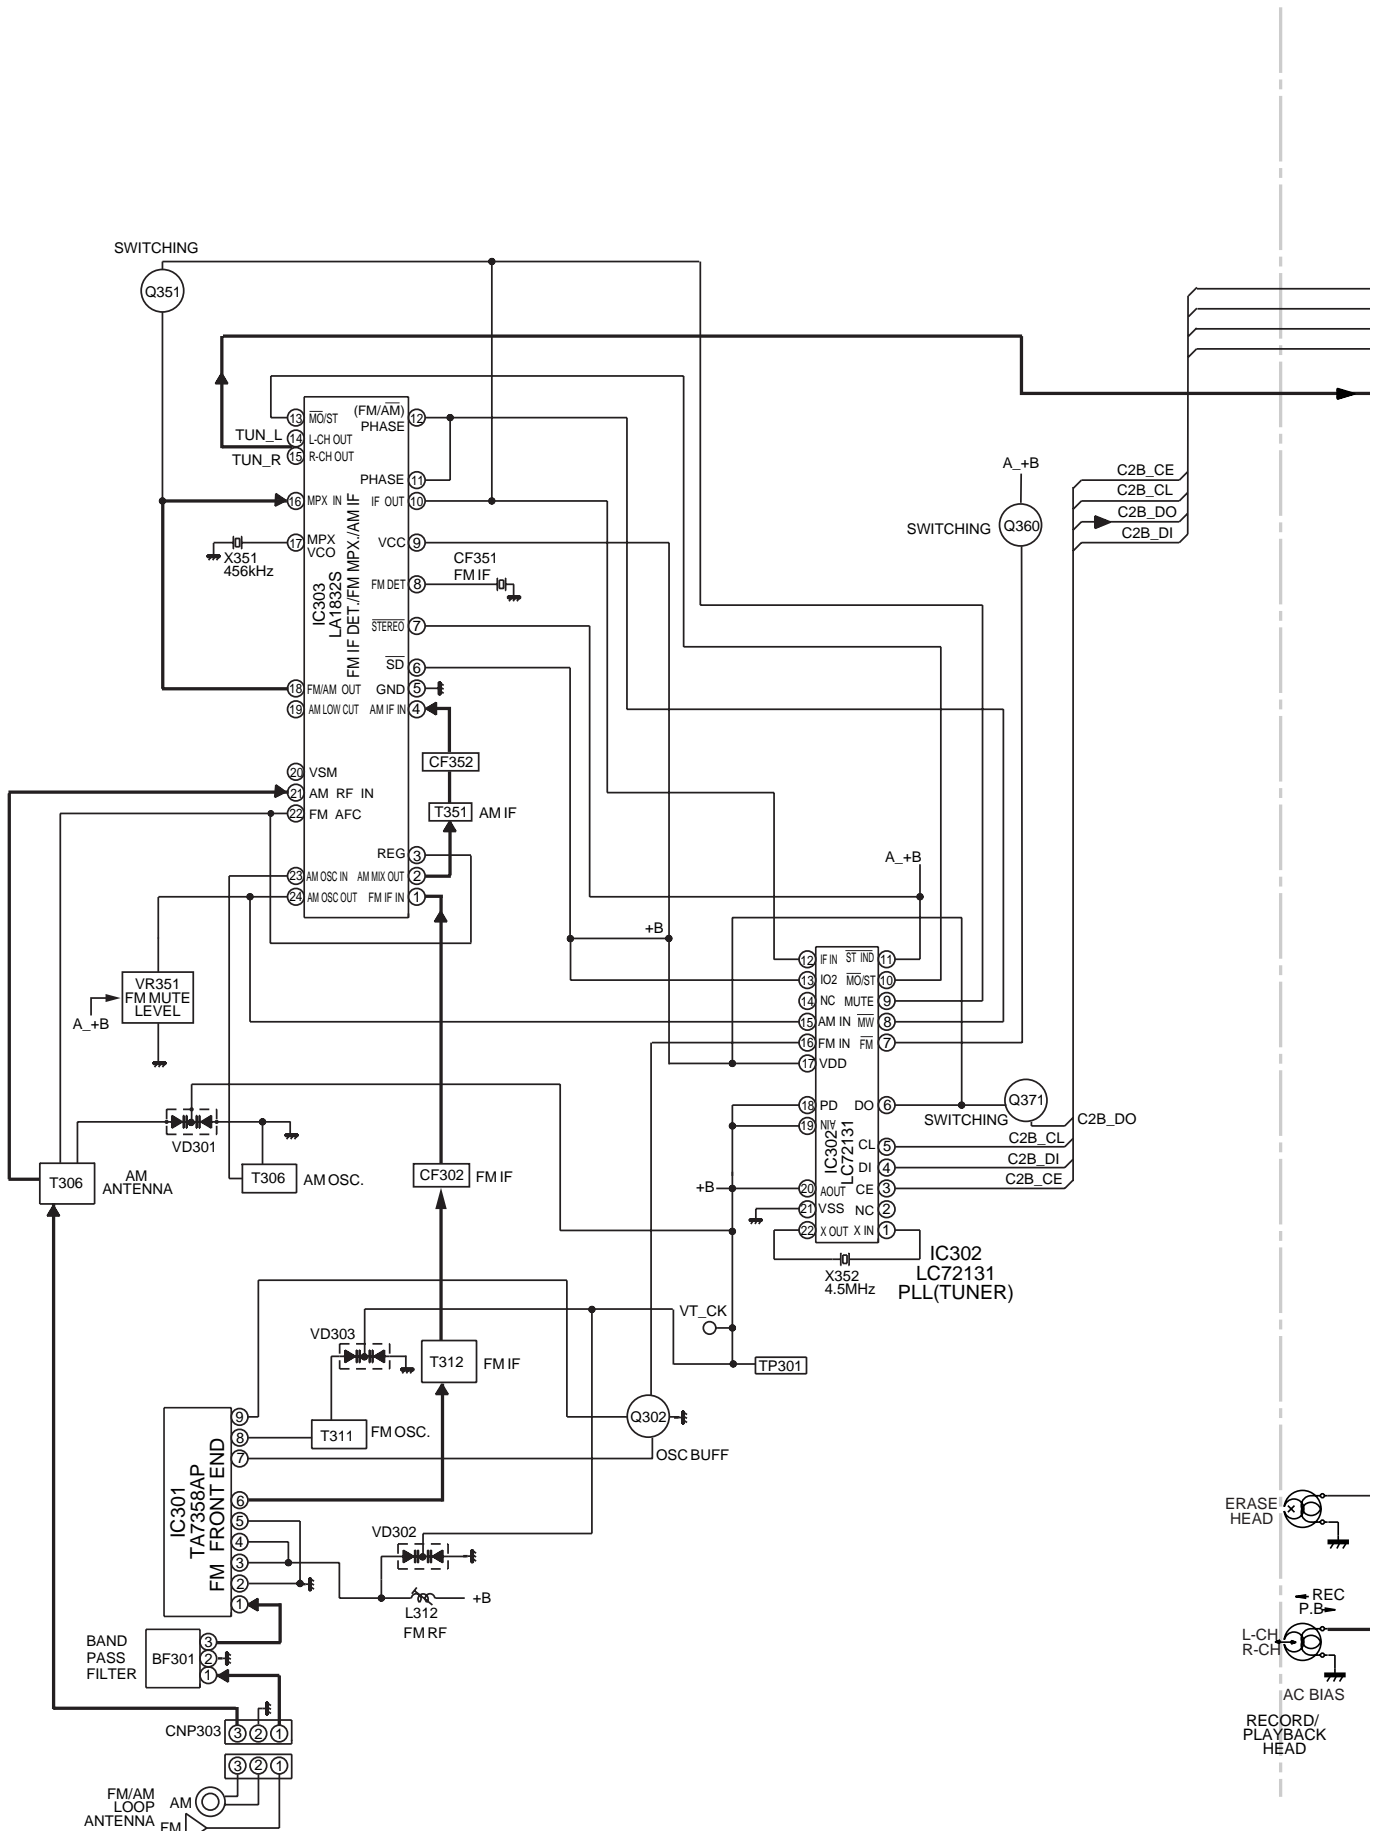 SWITCHING
Q351
13 MO/ST
(FM/AM) 12
PHASE
TUN_L 14 L-CH OUT
TUN_R 15 R-CH OUT
PHASE 11
16 MPX IN
IF OUT 10
17 MPX
VCO
X351
456kHz
VCC 9
CF351
FM IF
FM DET 8
IC303
LA1832S
FM IF DET./FM MPX./AM IF
STEREO 7
SD 6
18 FM/AM OUT
GND 5
19 AM LOW CUT
AM IF IN 4
CF352
20 VSM
21 AM RF IN
22 FM AFC
T351 AM IF
REG 3
23 AM OSC IN
AM MIX OUT 2
24 AM OSC OUT
FM IF IN 1
A_+B
Q360
SWITCHING
C2B_CE
C2B_CL
C2B_DO
C2B_DI
A_+B
+B
VR351
FM MUTE
LEVEL
A_+B
12 IF IN
ST IND 11
13 IO2
MO/ST 10
14 NC
MUTE 9
15 AM IN
MW 8
16 FM IN
FM 7
17 VDD
18 PD
DO 6
19 AIN
IC302
LC72131
CL 5
DI 4
+B
20 AOUT
CE 3
21 VSS
NC 2
22 X OUT
X IN 1
Q371
SWITCHING
C2B_DO
C2B_CL
C2B_DI
C2B_CE
X352
4.5MHz
IC302
LC72131
PLL(TUNER)
VD301
T306
AM
ANTENNA
T306
AM OSC.
CF302 FM IF
VT_CK
TP301
VD303
T312 FM IF
T311 FM OSC.
Q302
OSC BUFF
IC301
TA7358AP
FM FRONT END
9
8
7
6
5
4
3
2
1
VD302
L312
FM RF
+B
BAND
PASS
FILTER
BF301
3
2
1
CNP303
3 2 1
3 2 1
FM/AM
LOOP
ANTENNA
AM
FM
ERASE
HEAD
REC
P.B
L-CH
R-CH
AC BIAS
RECORD/
PLAYBACK
HEAD